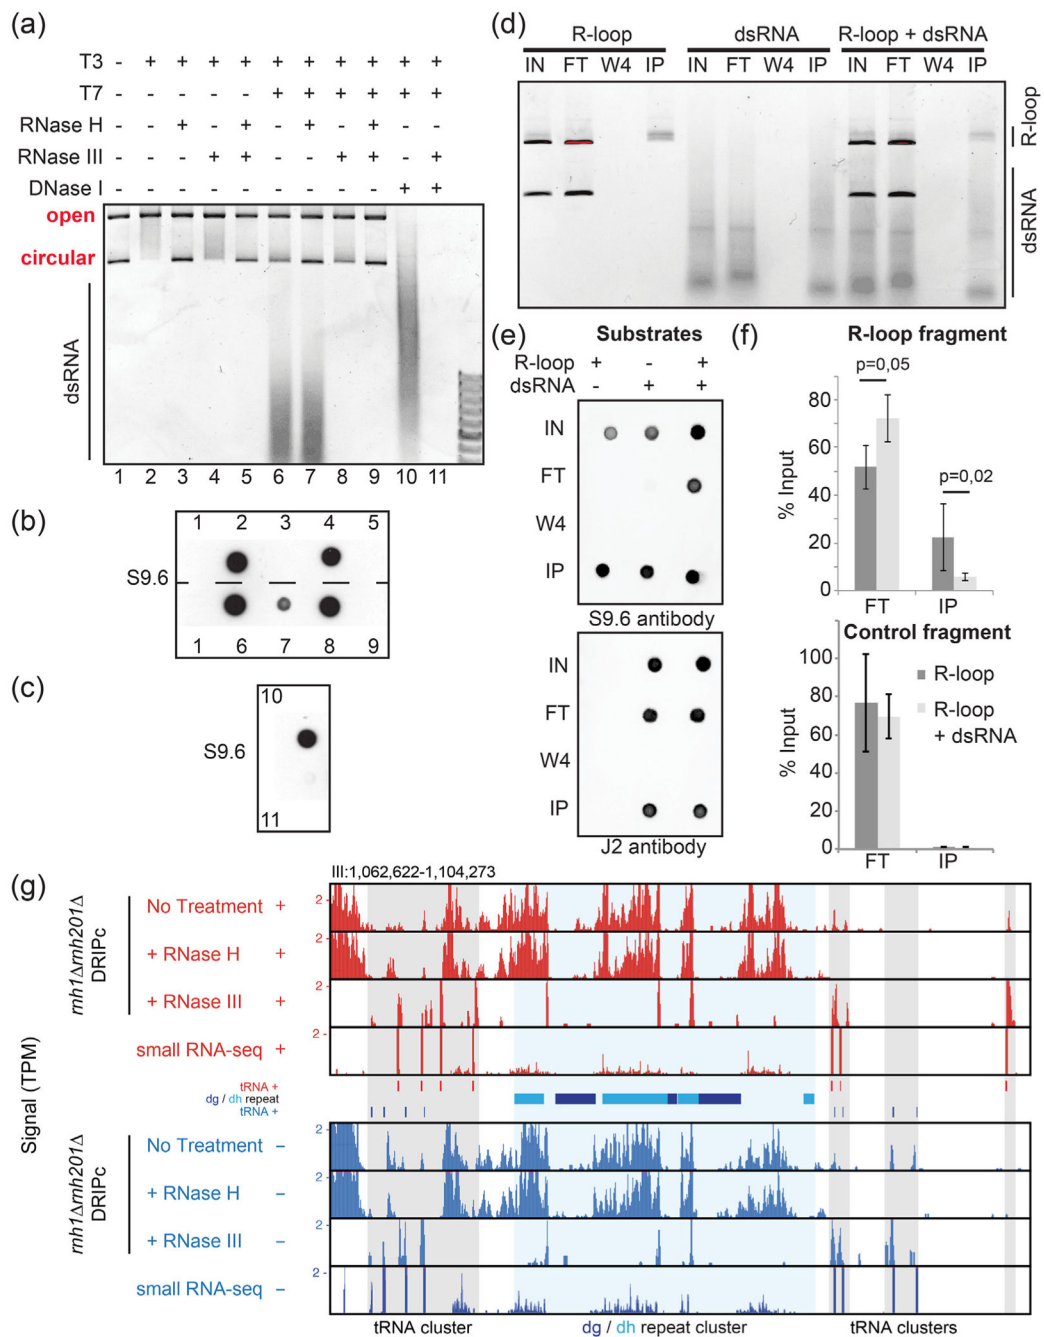 (a)
T3 - + + + + + + + + + +
T7 - - - - - + + + + + +
RNase H - - + - + - + - + - -
RNase III - - - + + - - + + - +
DNase I - - - - - - - - - + +
open
circular
dsRNA
1 2 3 4 5 6 7 8 9 10 11
(b)
1 2 3 4 5
S9.6
1 6 7 8 9
(c)
10
S9.6
11
(d)
R-loop dsRNA R-loop + dsRNA
IN FT W4 IP IN FT W4 IP IN FT W4 IP
R-loop
dsRNA
(e)
Substrates
R-loop + - +
dsRNA - + +
IN
FT
W4
IP
S9.6 antibody
IN
FT
W4
IP
J2 antibody
(f)
R-loop fragment
p=0,05
p=0,02
% Input
80
60
40
20
0
FT IP
Control fragment
% Input
100
80
60
40
20
0
R-loop
R-loop
+ dsRNA
FT IP
(g)
III:1,062,622-1,104,273
Signal (TPM)
rnh1Δrnh201Δ
DRIPc
No Treatment + 2
+ RNase H + 2
+ RNase III + 2
small RNA-seq + 2
tRNA +
dg / dh repeat
tRNA +
rnh1Δrnh201Δ
DRIPc
No Treatment – 2
+ RNase H – 2
+ RNase III – 2
small RNA-seq – 2
tRNA cluster dg / dh repeat cluster tRNA clusters